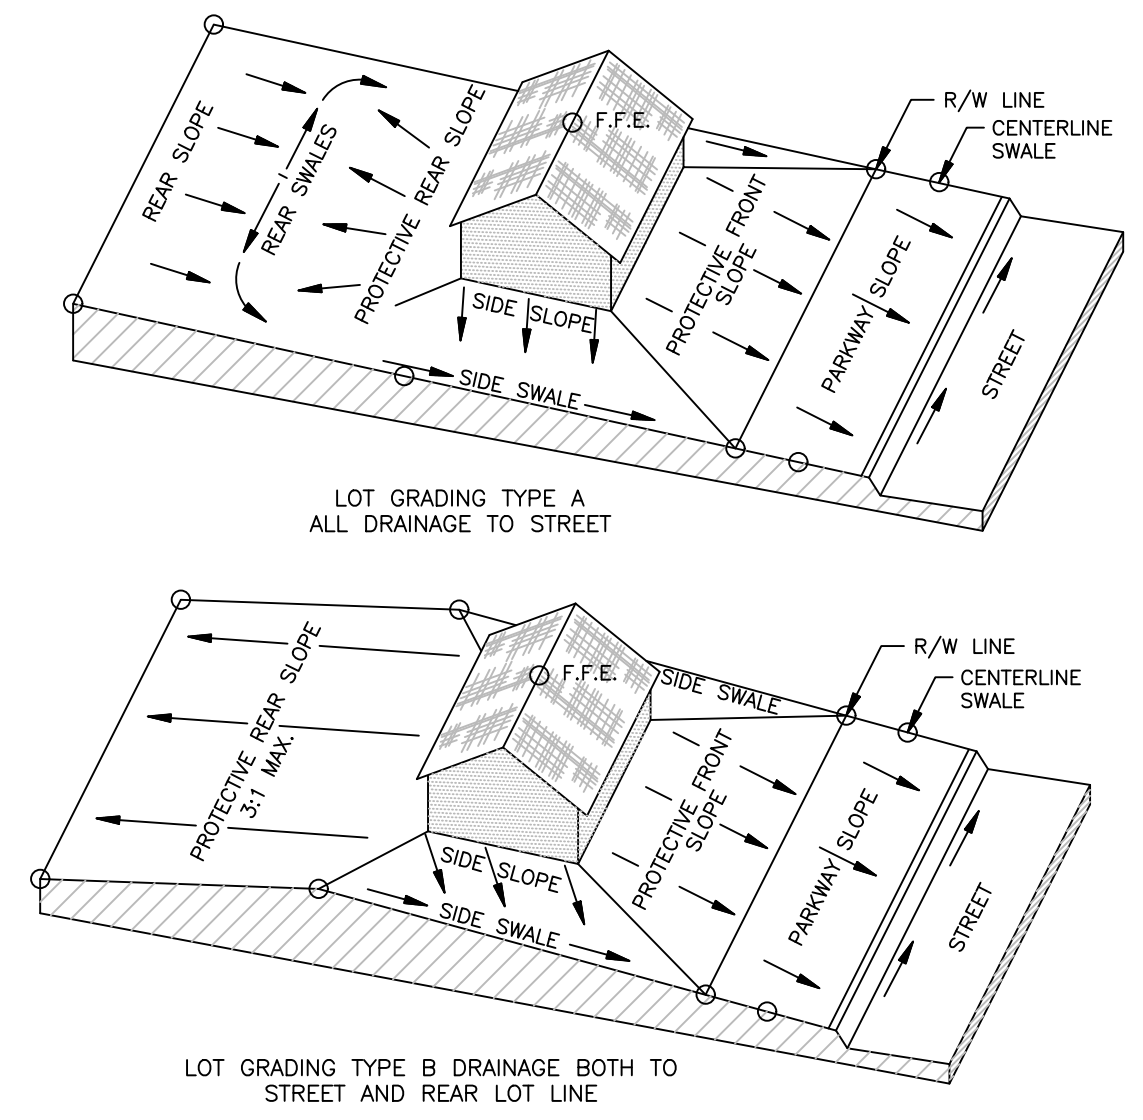 REAR SLOPE
REAR SWALES
PROTECTIVE REAR SLOPE
F.F.E.
R/W LINE
CENTERLINE
SWALE
PROTECTIVE FRONT
SLOPE
PARKWAY SLOPE
STREET
SIDE SLOPE
SIDE SWALE
LOT GRADING TYPE A
ALL DRAINAGE TO STREET
PROTECTIVE REAR SLOPE
3:1 MAX.
F.F.E.
SIDE SWALE
R/W LINE
CENTERLINE
SWALE
PROTECTIVE FRONT
SLOPE
PARKWAY SLOPE
STREET
SIDE SLOPE
SIDE SWALE
LOT GRADING TYPE B DRAINAGE BOTH TO
STREET AND REAR LOT LINE